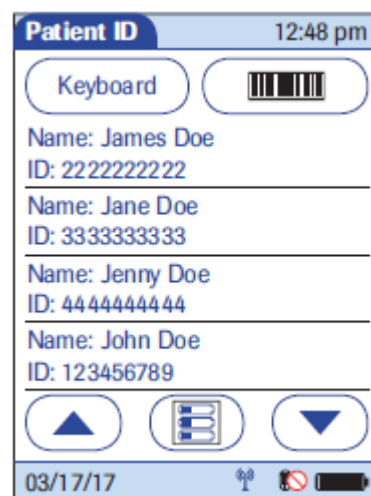 Patient ID 12:48 pm
Keyboard
Name: James Doe
ID: 2222222222
Name: Jane Doe
ID: 3333333333
Name: Jenny Doe
ID: 4444444444
Name: John Doe
ID: 123456789
03/17/17